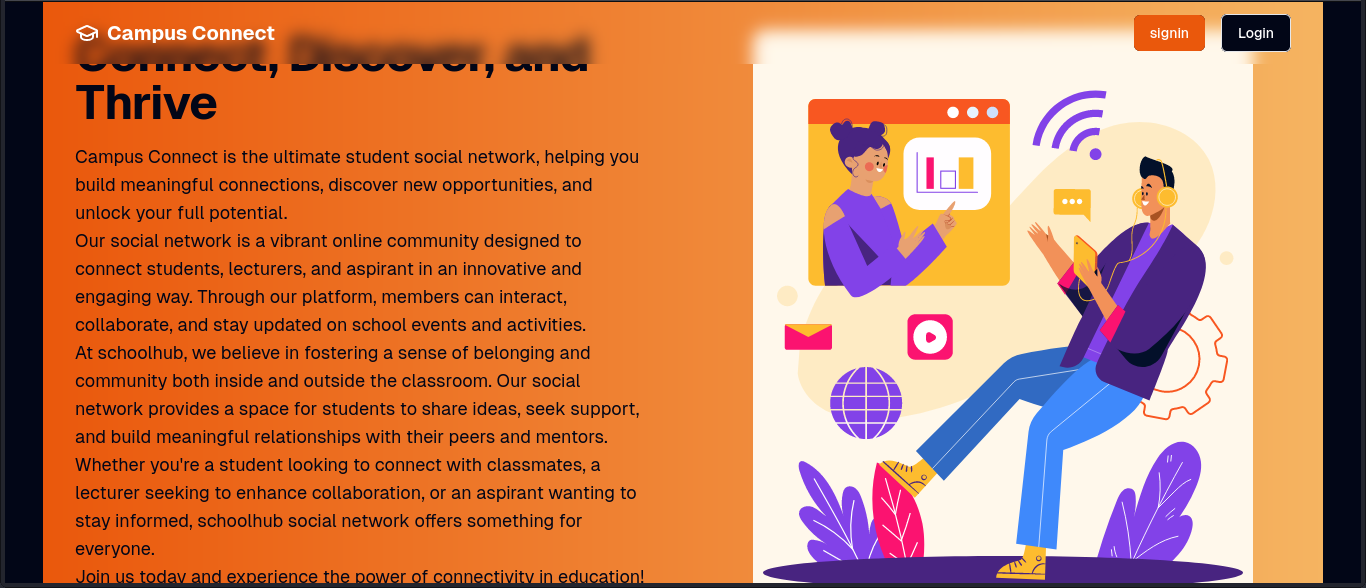 Campus Connect
signin
Login
Connect, Discover, and
Thrive
Campus Connect is the ultimate student social network, helping you
build meaningful connections, discover new opportunities, and
unlock your full potential.
Our social network is a vibrant online community designed to
connect students, lecturers, and aspirant in an innovative and
engaging way. Through our platform, members can interact,
collaborate, and stay updated on school events and activities.
At schoolhub, we believe in fostering a sense of belonging and
community both inside and outside the classroom. Our social
network provides a space for students to share ideas, seek support,
and build meaningful relationships with their peers and mentors.
Whether you're a student looking to connect with classmates, a
lecturer seeking to enhance collaboration, or an aspirant wanting to
stay informed, schoolhub social network offers something for
everyone.
Join us today and experience the power of connectivity in education!